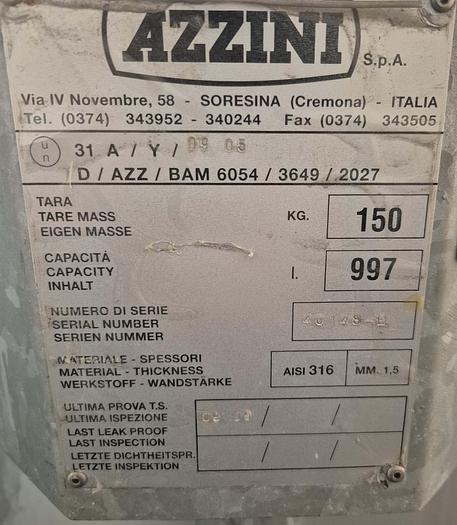 AZZINI S.p.A.
Via IV Novembre, 58 - SORESINA (Cremona) - ITALIA
Tel. (0374) 343952 - 340244 Fax (0374) 343505
u n 31 A / Y / 09 05
D / AZZ / BAM 6054 / 3649 / 2027
TARA
TARE MASS KG. 150
EIGEN MASSE
CAPACITÀ
CAPACITY l. 997
INHALT
NUMERO DI SERIE
SERIAL NUMBER
SERIEN NUMMER
MATERIALE - SPESSORI
MATERIAL - THICKNESS AISI 316 MM. 1,5
WERKSTOFF - WANDSTÄRKE
ULTIMA PROVA T.S.
ULTIMA ISPEZIONE / /
LAST LEAK PROOF
LAST INSPECTION
LETZTE DICHTHEITSPR. / /
LETZTE INSPEKTION